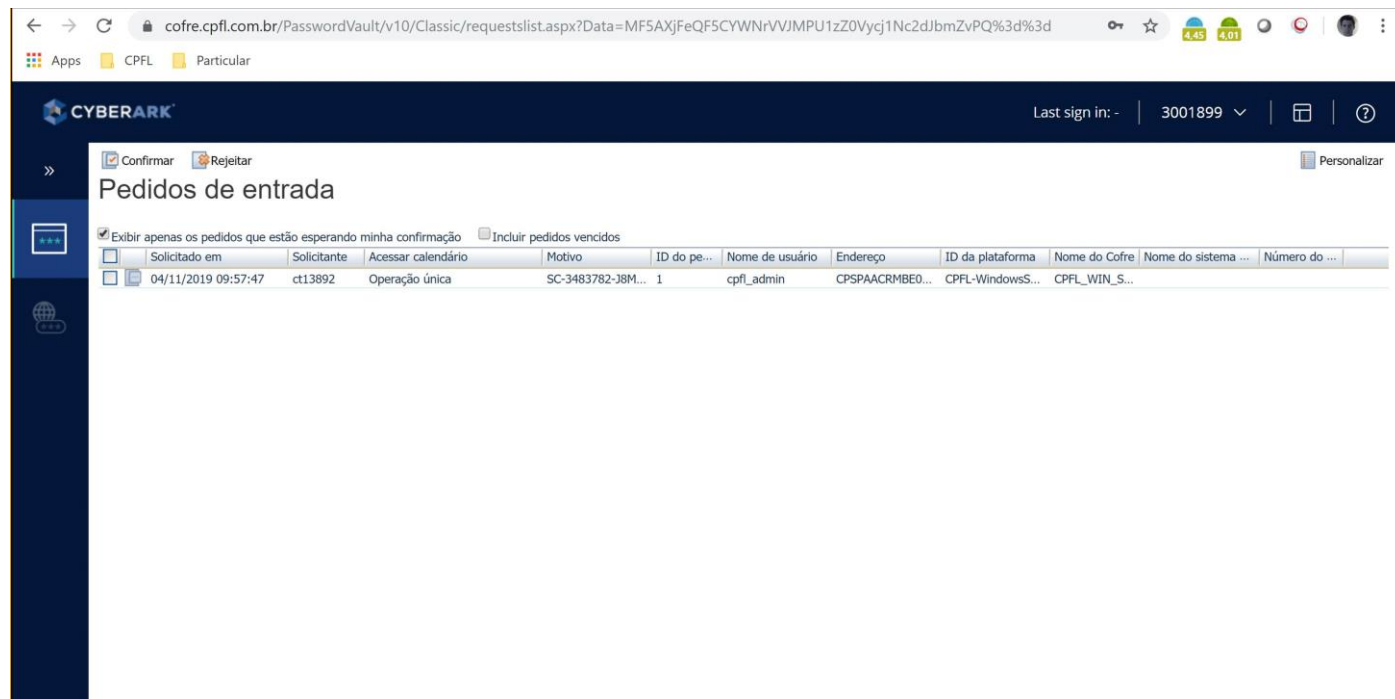 cofre.cpfl.com.br/PasswordVault/v10/Classic/requestslist.aspx?Data=MF5AXjFeQF5CYWNrVVJMPU1zZ0Vycj1Nc2dJbmZvPQ%3d%3d
4,45 4,01
Apps CPFL Particular
CYBERARK Last sign in: - 3001899
Confirmar Rejeitar Personalizar
Pedidos de entrada
Exibir apenas os pedidos que estão esperando minha confirmação Incluir pedidos vencidos
Solicitado em Solicitante Acessar calendário Motivo ID do pe... Nome de usuário Endereço ID da plataforma Nome do Cofre Nome do sistema ... Número do ...
04/11/2019 09:57:47 ct13892 Operação única SC-3483782-J8M... 1 cpfl_admin CPSPAACRMBE0... CPFL-WindowsS... CPFL_WIN_S...